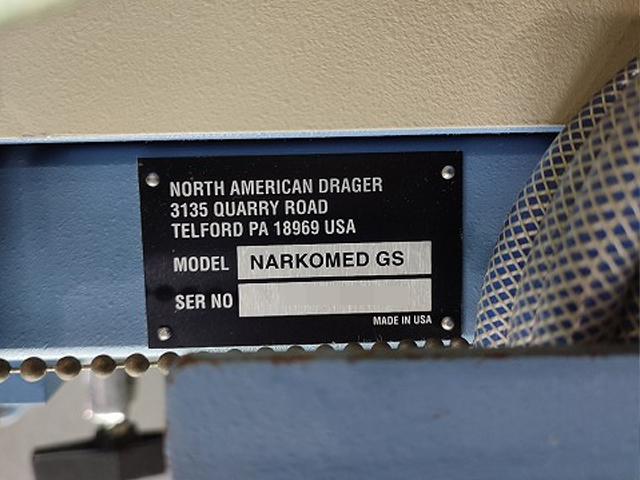 NORTH AMERICAN DRAGER
3135 QUARRY ROAD
TELFORD PA 18969 USA
MODEL NARKOMED GS
SER NO
MADE IN USA